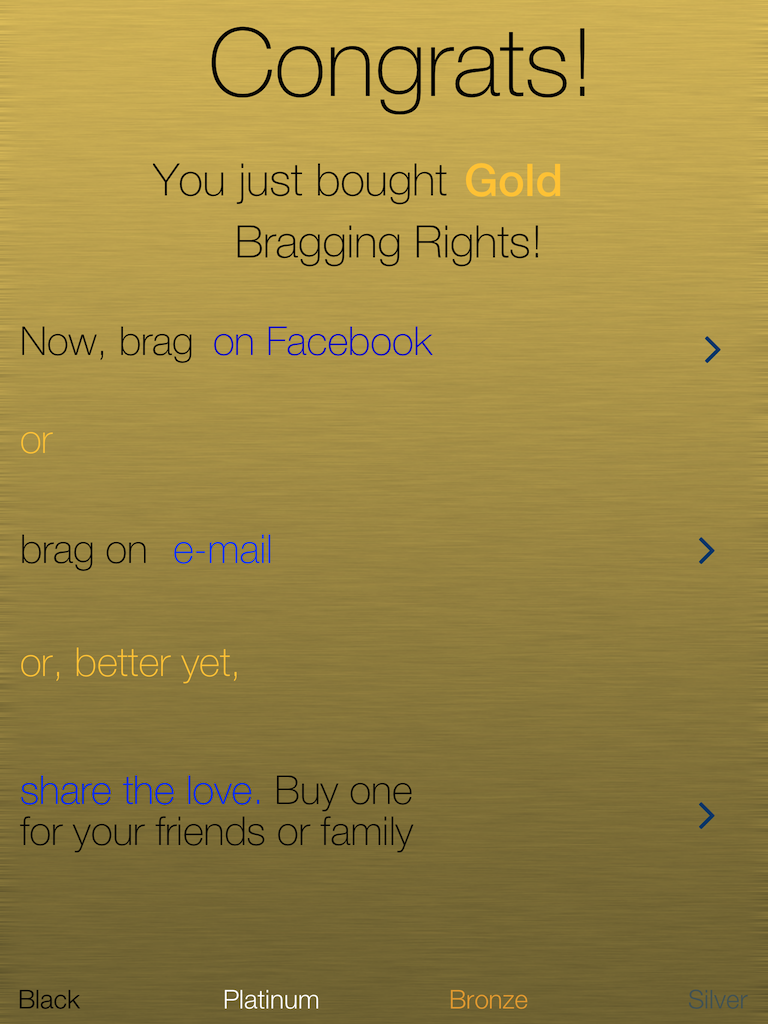 Congrats!
You just bought Gold
Bragging Rights!
Now, brag on Facebook
or
brag on e-mail
or, better yet,
share the love. Buy one
for your friends or family
Black Platinum Bronze Silver